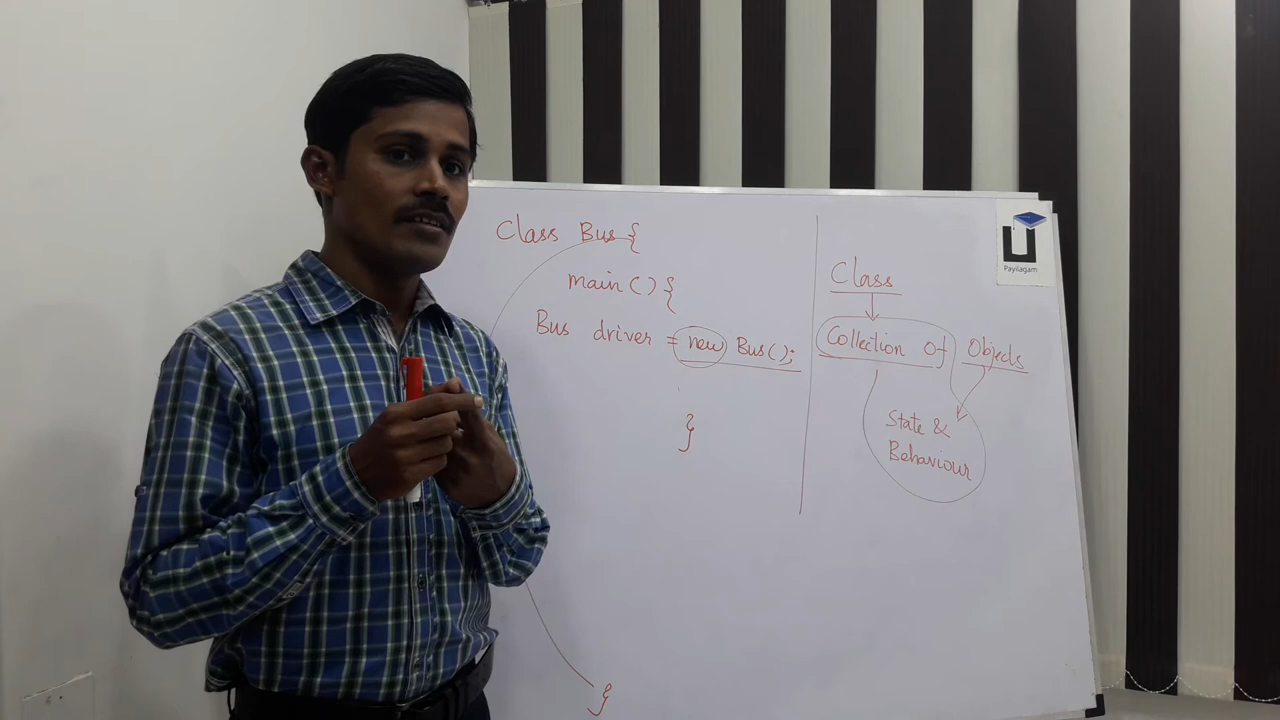 Class Bus {
main() {
Bus driver = new Bus();
}
}
Class
Collection of Objects
State &
Behaviour
Payilagam